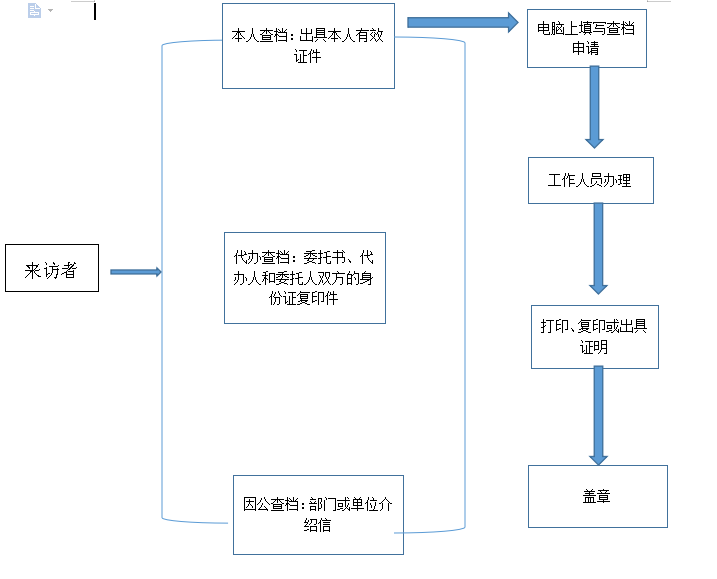 本人查档：出具本人有效
证件
电脑上填写查档
申请
工作人员办理
来访者
代办查档：委托书、代
办人和委托人双方的身
份证复印件
打印、复印或出具
证明
因公查档：部门或单位介
绍信
盖章